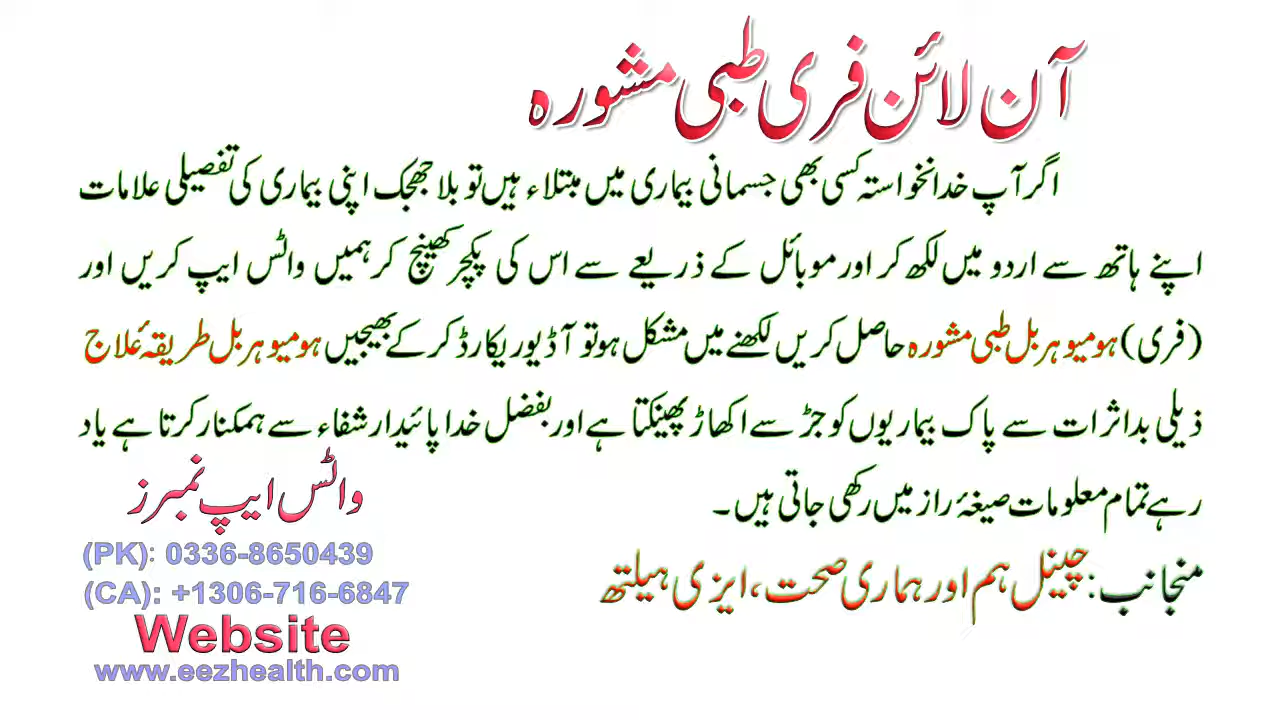 آن لائن فری طبی مشورہ
اگر آپ خدانخواستہ کسی بھی جسمانی بیماری میں مبتلاء ہیں تو بلا جھجک اپنی بیماری کی تفصیلی علامات
اپنے ہاتھ سے اردو میں لکھ کر اور موبائل کے ذریعے سے اس کی پکچر کھینچ کر ہمیں واٹس ایپ کریں اور
(فری) ہومیو ہربل طبی مشورہ حاصل کریں لکھنے میں مشکل ہو تو آڈیو ریکارڈ کر کے بھیجیں ہومیو ہربل طریقۂ علاج
ذیلی بداثرات سے پاک بیماریوں کو جڑ سے اکھاڑ پھینکتا ہے اور بفضل خدا پائیدار شفاء سے ہمکنار کرتا ہے یاد
رہے تمام معلومات صیغۂ راز میں رکھی جاتی ہیں۔
منجانب: چینل ہم اور ہماری صحت، ایزی ہیلتھ
واٹس ایپ نمبرز
(PK): 0336-8650439
(CA): +1306-716-6847
Website
www.eezhealth.com